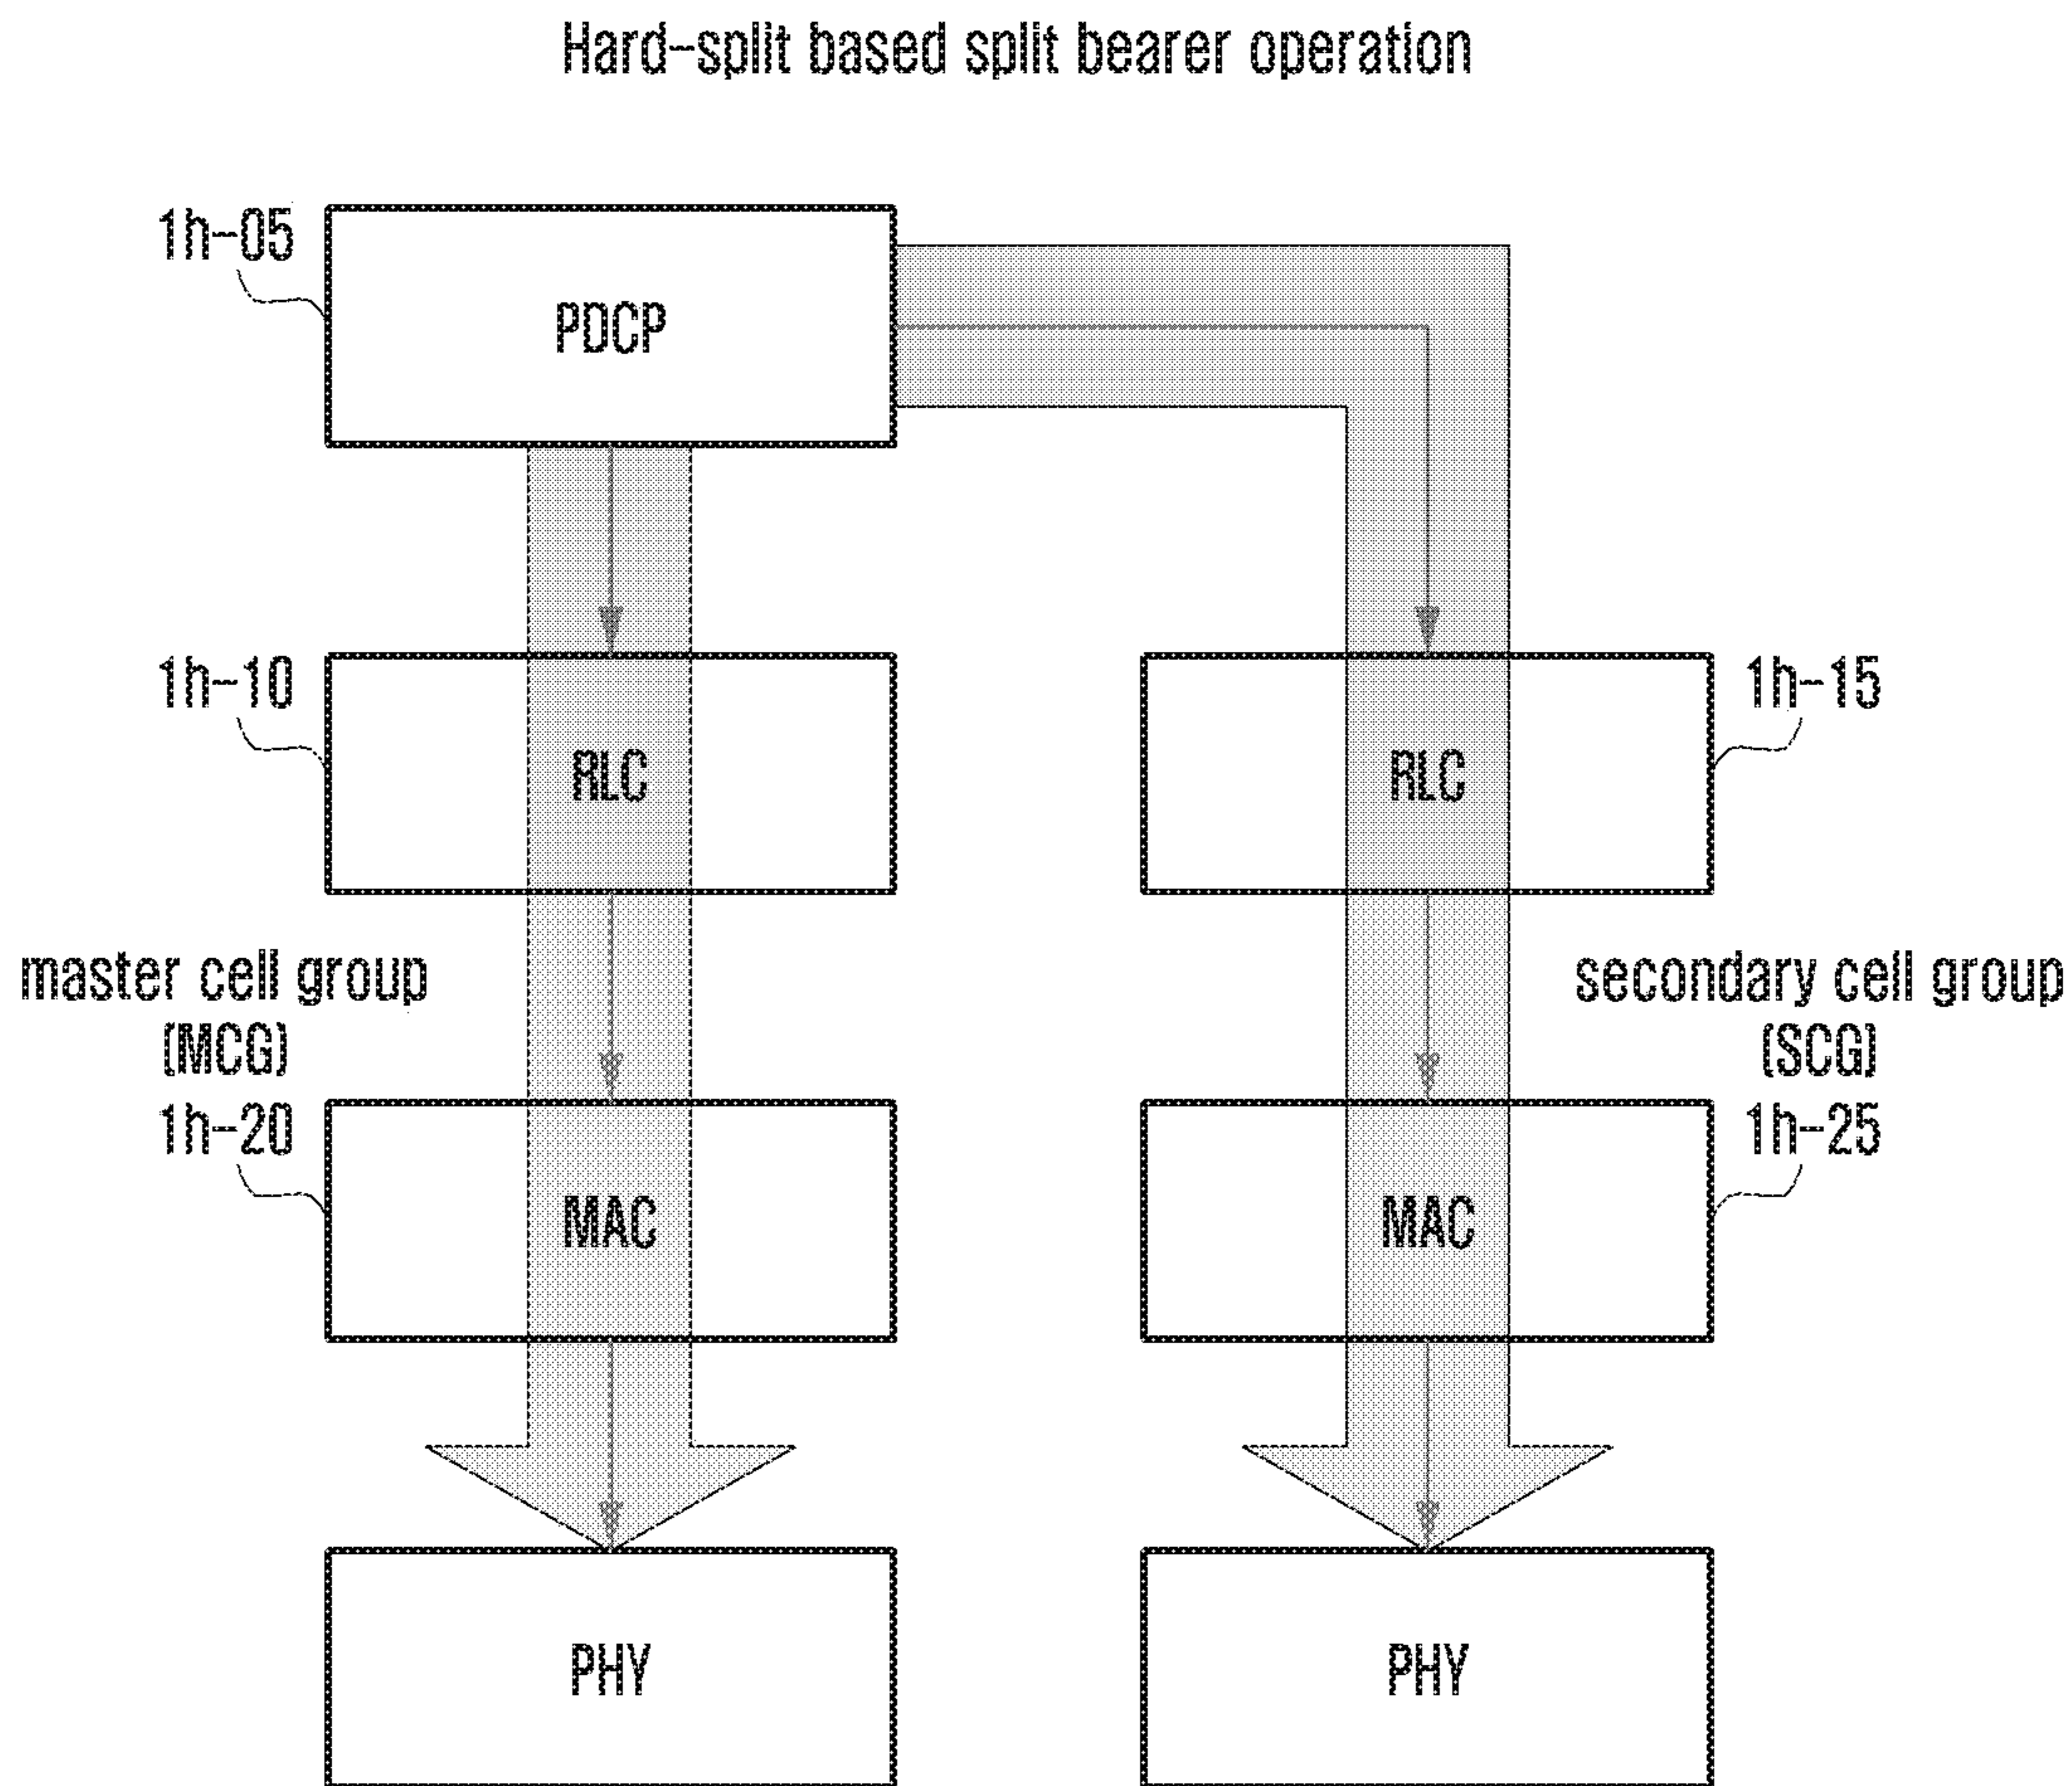 Hard-split based split bearer operation
1h-05
PDCP
1h-10
RLC
RLC
1h-15
master cell group
(MCG)
secondary cell group
(SCG)
1h-20
MAC
MAC
1h-25
PHY
PHY